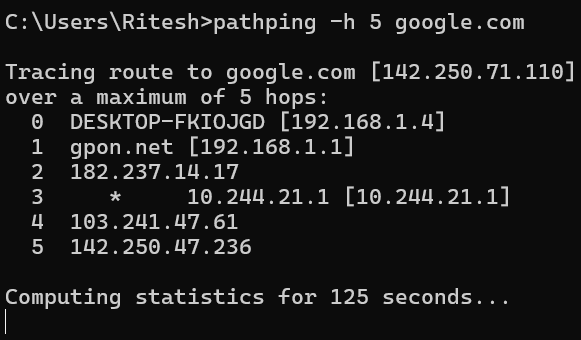 C:\Users\Ritesh>pathping -h 5 google.com
Tracing route to google.com [142.250.71.110]
over a maximum of 5 hops:
0 DESKTOP-FKIOJGD [192.168.1.4]
1 gpon.net [192.168.1.1]
2 182.237.14.17
3 * 10.244.21.1 [10.244.21.1]
4 103.241.47.61
5 142.250.47.236
Computing statistics for 125 seconds...